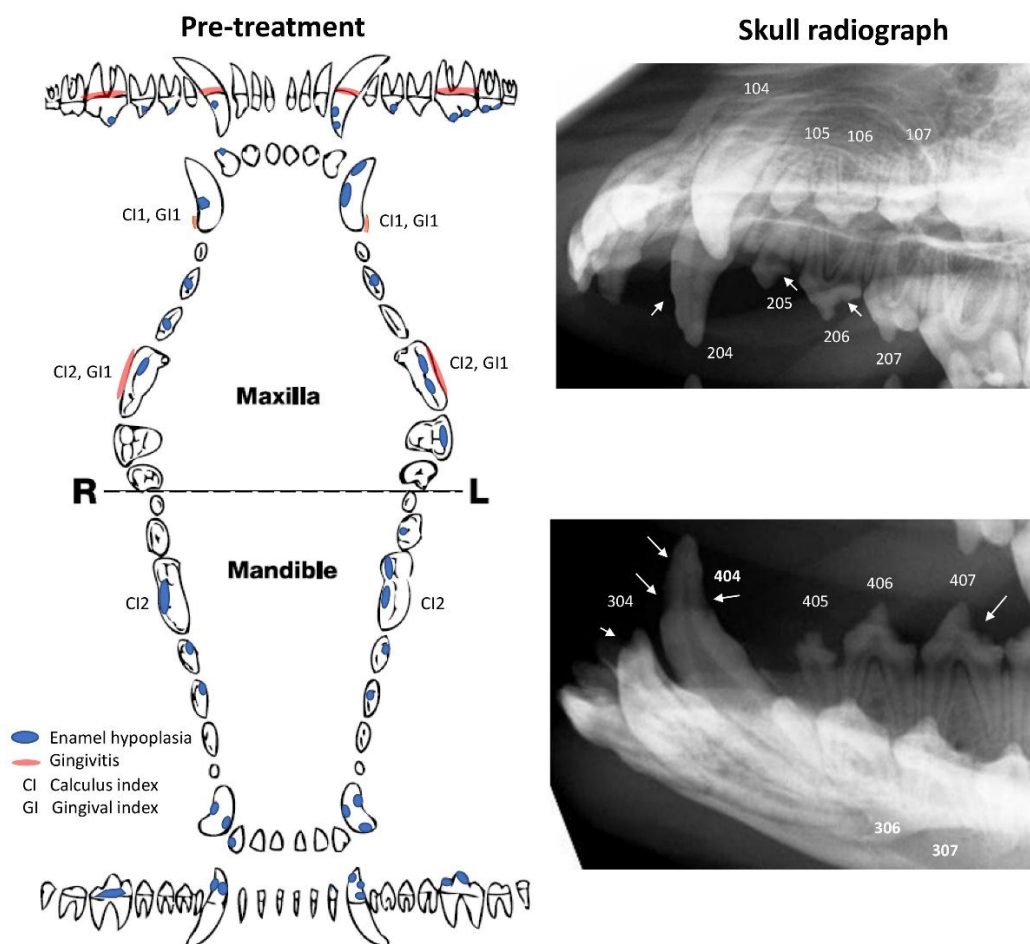 Pre-treatment
CI1, GI1
CI1, GI1
CI2, GI1
CI2, GI1
Maxilla
R
L
Mandible
CI2
CI2
Enamel hypoplasia
Gingivitis
CI Calculus index
GI Gingival index
Skull radiograph
104
105
106
107
205
204
206
207
404
304
406
407
405
306
307